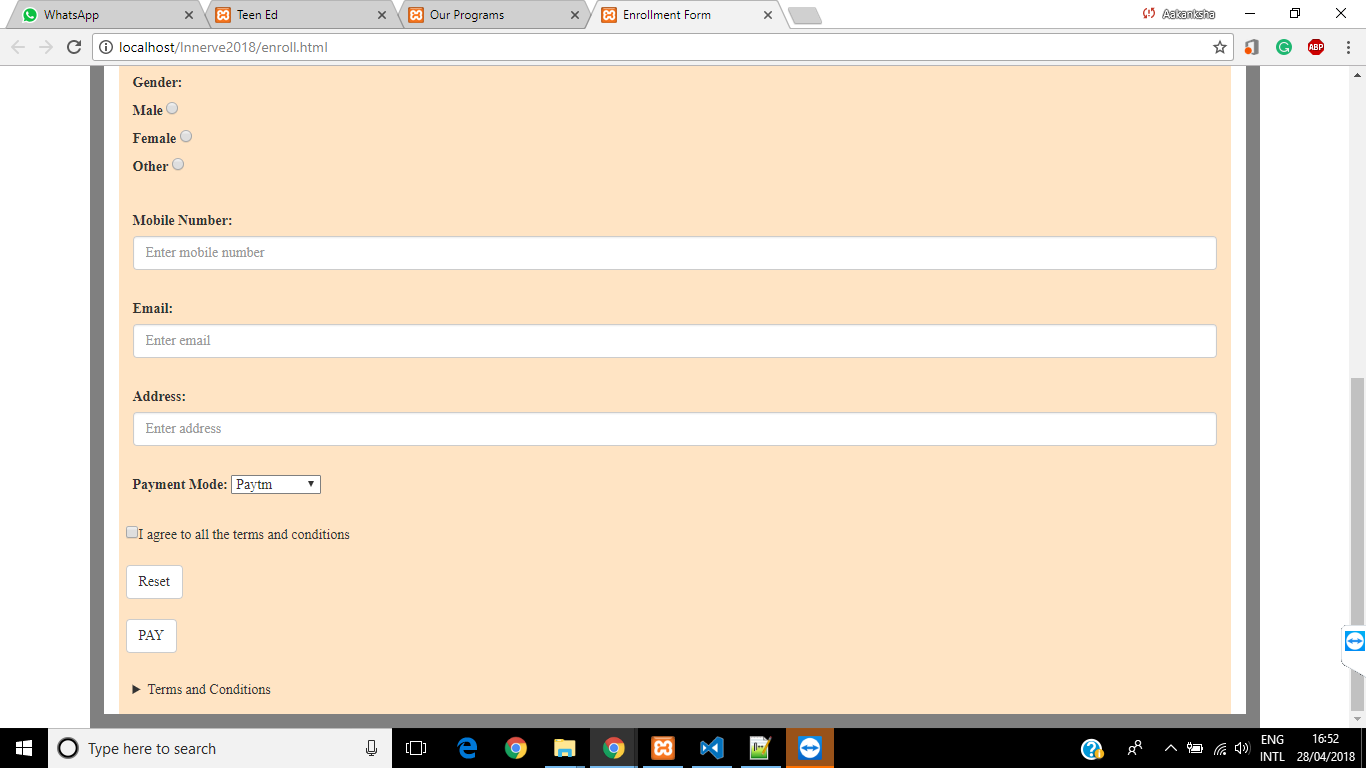 WhatsApp
Teen Ed
Our Programs
Enrollment Form
Aakanksha
localhost/Innerve2018/enroll.html
ABP
Gender:
Male
Female
Other
Mobile Number:
Enter mobile number
Email:
Enter email
Address:
Enter address
Payment Mode: Paytm
I agree to all the terms and conditions
Reset
PAY
Terms and Conditions
Type here to search
ENG 16:52
INTL 28/04/2018